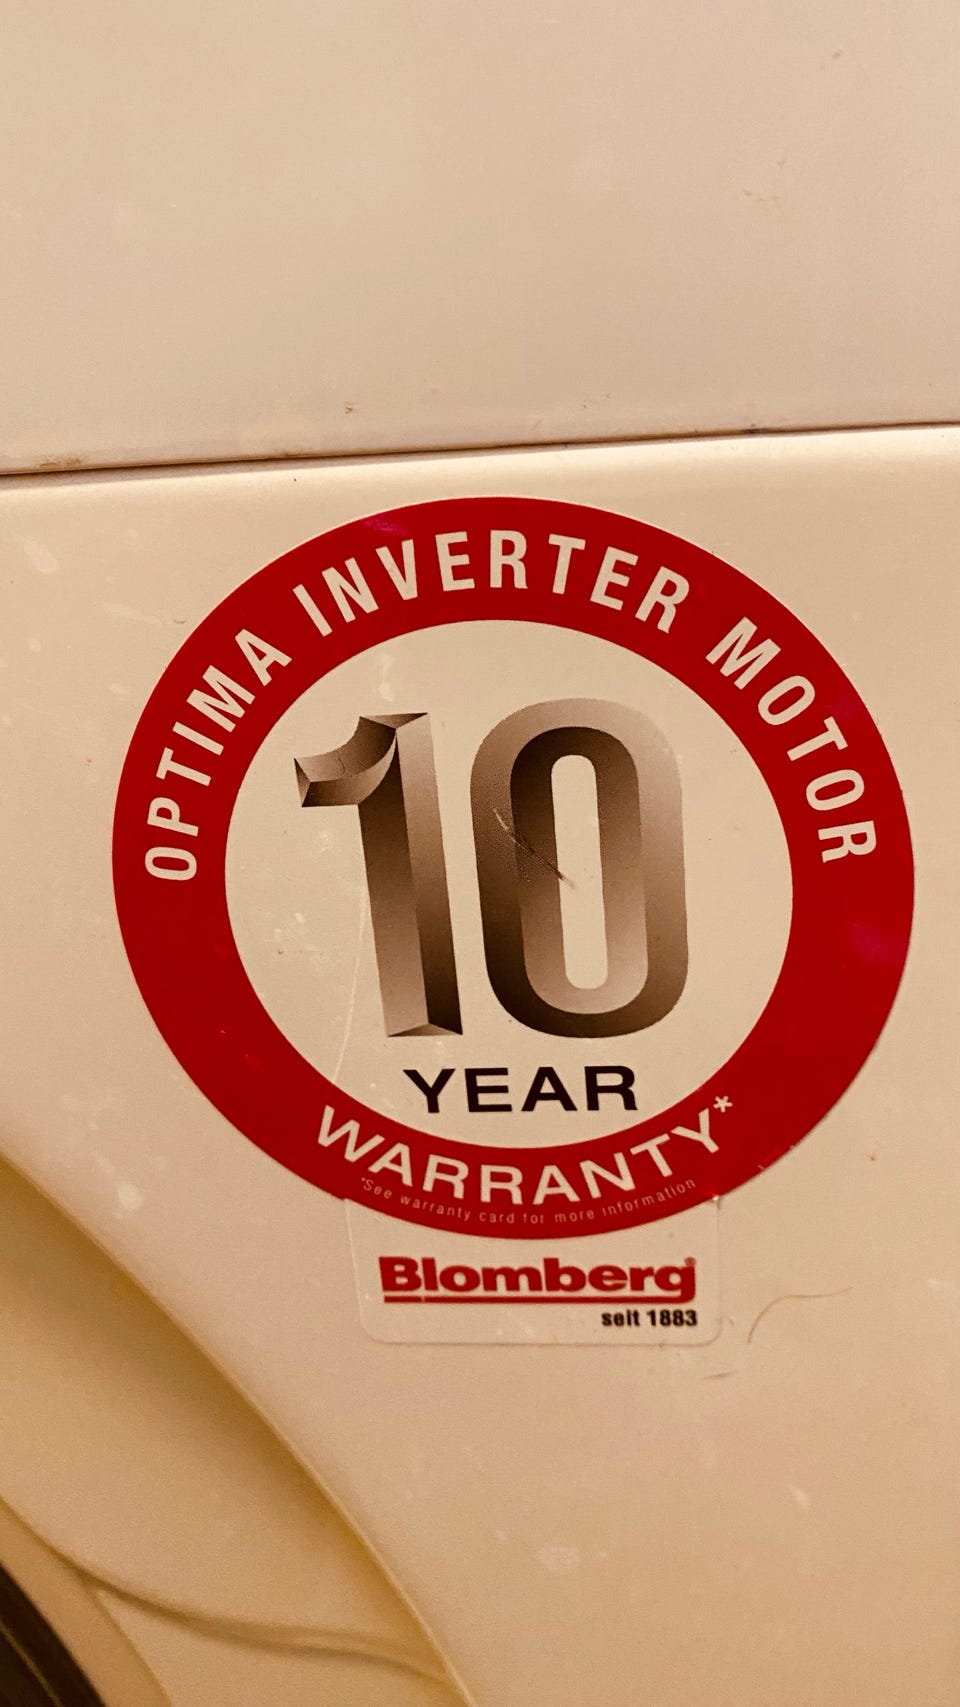 OPTIMA INVERTER MOTOR
10
YEAR
WARRANTY*
*See warranty card for more information
Blomberg®
seit 1883